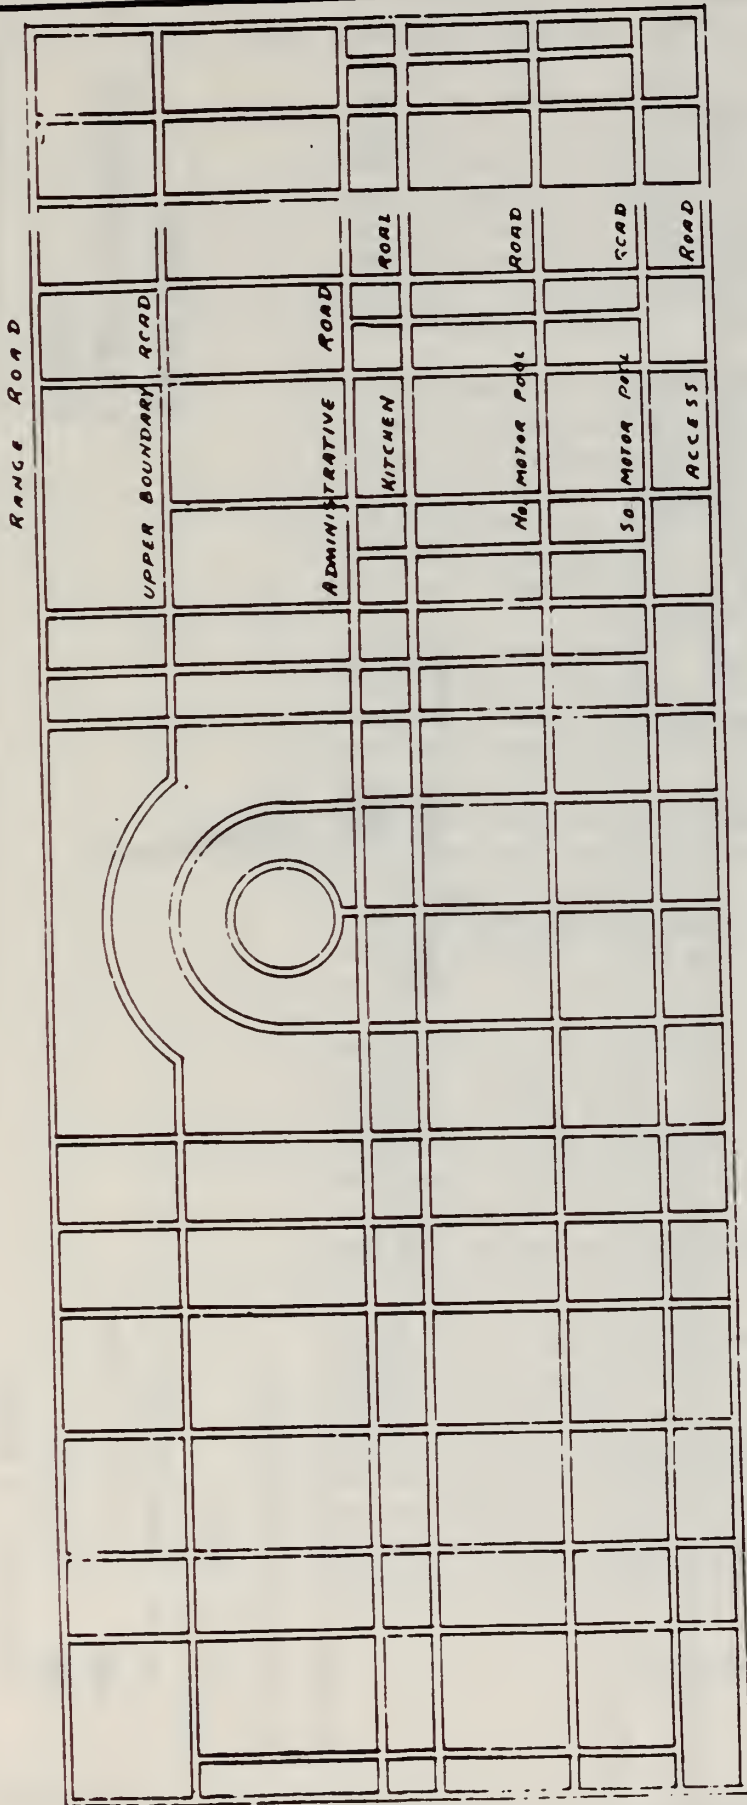 RANGE ROAD
UPPER BOUNDARY ROAD
ADMINISTRATIVE ROAD
KITCHEN ROAD
No. MOTOR POOL ROAD
So. MOTOR POOL ROAD
ACCESS ROAD